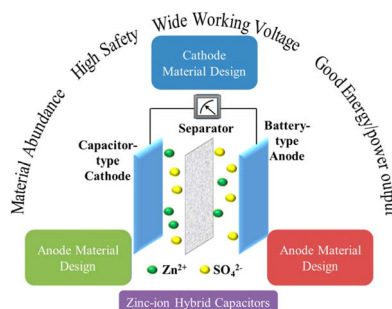 Material Abundance
High Safety
Wide Working Voltage
Good Energy/power output
Cathode
Material Design
Separator
Capacitor-
type
Cathode
Battery-
type
Anode
Anode Material
Design
Anode Material
Design
Zn²⁺
SO₄²⁻
Zinc-ion Hybrid Capacitors